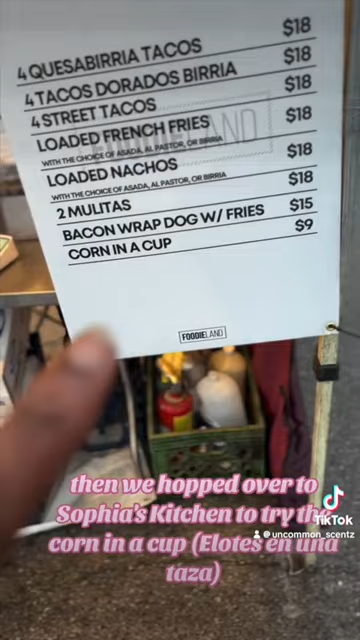 $18
4 QUESABIRRIA TACOS $18
4 TACOS DORADOS BIRRIA $18
4 STREET TACOS $18
LOADED FRENCH FRIES
WITH THE CHOICE OF ASADA, AL PASTOR, OR BIRRIA $18
LOADED NACHOS
WITH THE CHOICE OF ASADA, AL PASTOR, OR BIRRIA $18
2 MULITAS
BACON WRAP DOG W/ FRIES $15
CORN IN A CUP $9
FOODIELAND
FOODIELAND
then we hopped over to
Sophia's Kitchen to try the
corn in a cup (Elotes en una
taza)
TikTok
@uncommon_scentz